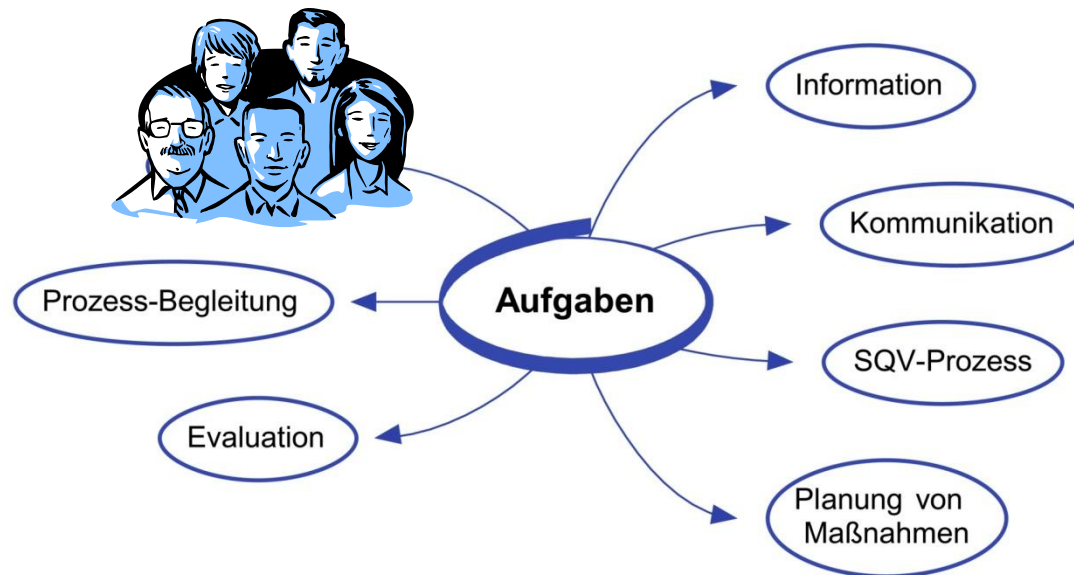 Information
Kommunikation
Aufgaben
Prozess-Begleitung
SQV-Prozess
Evaluation
Planung von
Maßnahmen